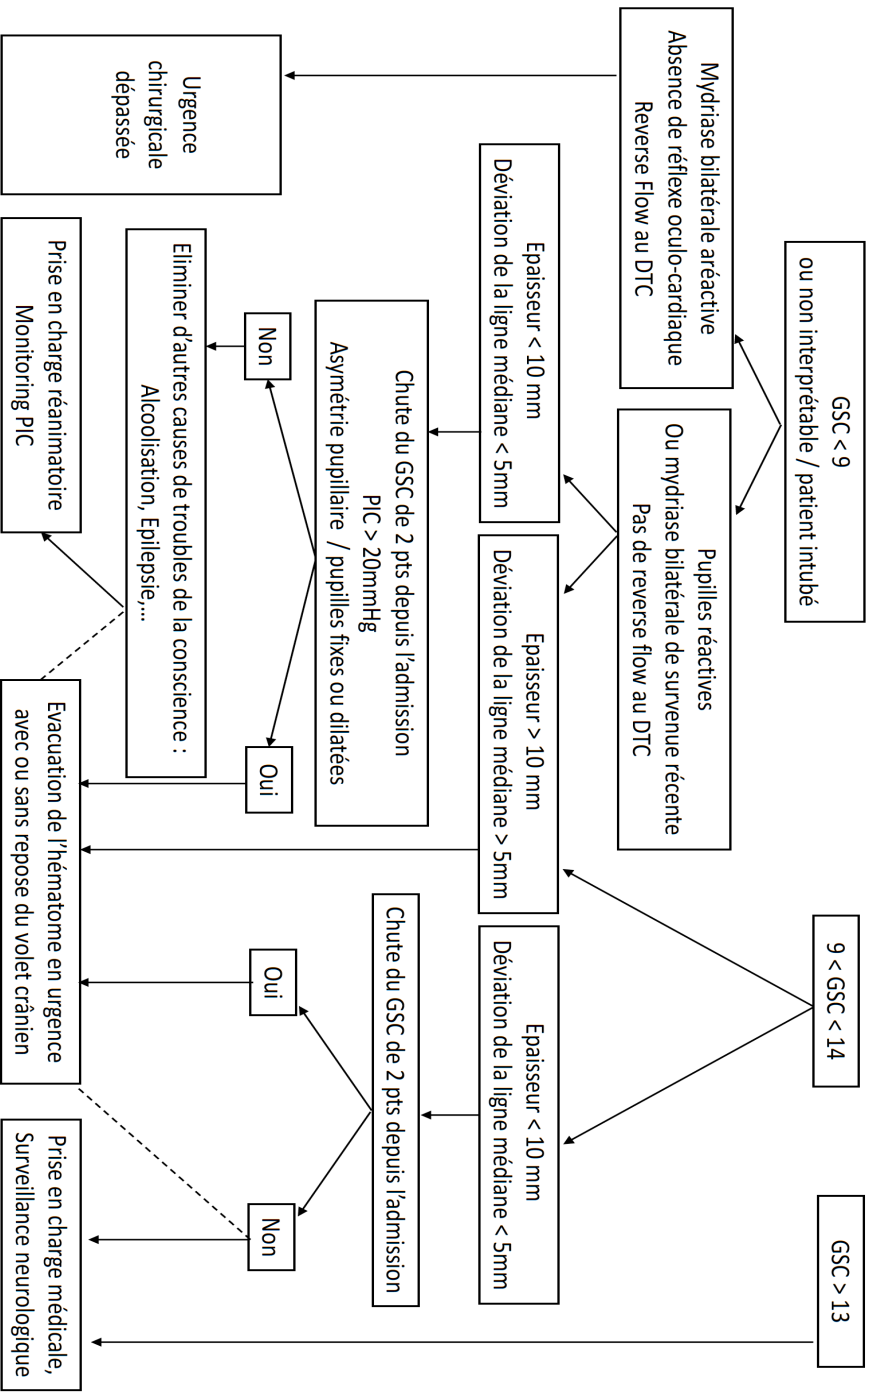 GSC < 9
ou non interprétable / patient intubé
9 < GSC < 14
GSC > 13
Mydriase bilatérale aréactive
Absence de réflexe oculo-cardiaque
Reverse Flow au DTC
Pupilles réactives
Ou mydriase bilatérale de survenue récente
Pas de reverse flow au DTC
Epaisseur < 10 mm
Déviation de la ligne médiane < 5mm
Epaisseur > 10 mm
Déviation de la ligne médiane > 5mm
Epaisseur < 10 mm
Déviation de la ligne médiane < 5mm
Chute du GSC de 2 pts depuis l'admission
PIC > 20mmHg
Asymétrie pupillaire / pupilles fixes ou dilatées
Chute du GSC de 2 pts depuis l'admission
Non
Oui
Oui
Non
Eliminer d'autres causes de troubles de la conscience :
Alcoolisation, Epilepsie,...
Urgence
chirurgicale
dépassée
Prise en charge réanimatoire
Monitoring PIC
Evacuation de l'hématome en urgence
avec ou sans repose du volet crânien
Prise en charge médicale,
Surveillance neurologique